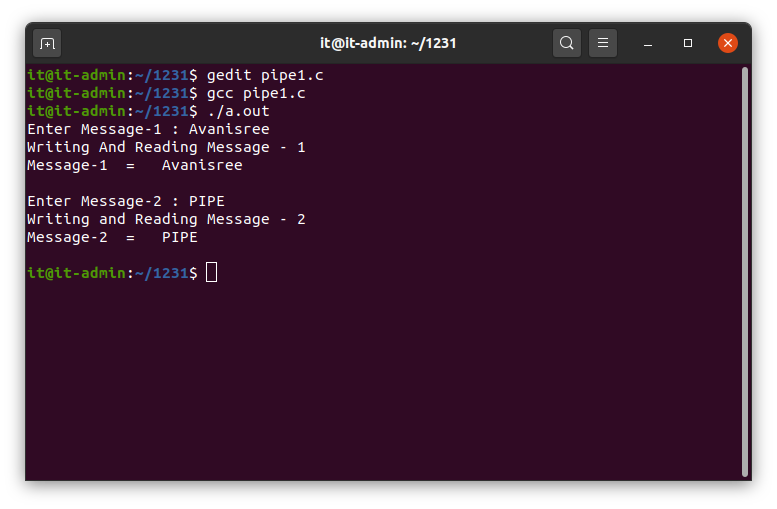 it@it-admin: ~/1231
it@it-admin:~/1231$ gedit pipe1.c
it@it-admin:~/1231$ gcc pipe1.c
it@it-admin:~/1231$ ./a.out
Enter Message-1 : Avanisree
Writing And Reading Message - 1
Message-1  =   Avanisree
Enter Message-2 : PIPE
Writing and Reading Message - 2
Message-2  =   PIPE
it@it-admin:~/1231$